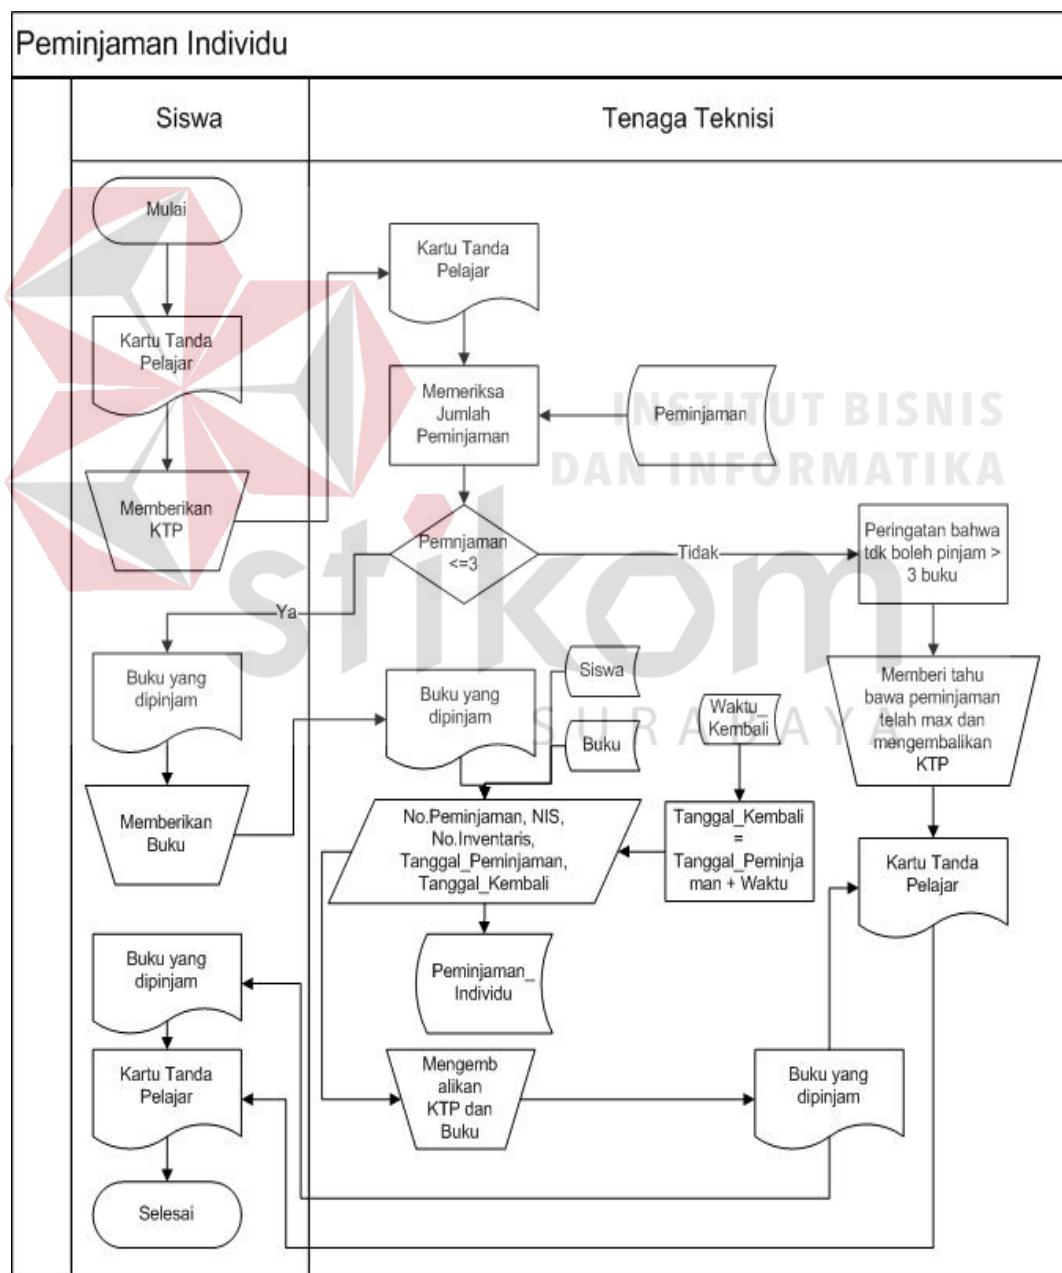 Peminjaman Individu
Siswa
Tenaga Teknisi
Mulai
Kartu Tanda
Pelajar
Kartu Tanda
Pelajar
Memberikan
KTP
Memeriksa
Jumlah
Peminjaman
Peminjaman
INSTITUT BISNIS
DAN INFORMATIKA
stikom
SURABAYA
Pemnjaman
<=3
Tidak
Ya
Peringatan bahwa
tdk boleh pinjam >
3 buku
Memberi tahu
bawa peminjaman
telah max dan
mengembalikan
KTP
Buku yang
dipinjam
Buku yang
dipinjam
Siswa
Buku
Waktu_
Kembali
Memberikan
Buku
No.Peminjaman, NIS,
No.Inventaris,
Tanggal_Peminjaman,
Tanggal_Kembali
Tanggal_Kembali
=
Tanggal_Peminja
man + Waktu
Kartu Tanda
Pelajar
Buku yang
dipinjam
Peminjaman_
Individu
Kartu Tanda
Pelajar
Mengemb
alikan
KTP dan
Buku
Buku yang
dipinjam
Selesai